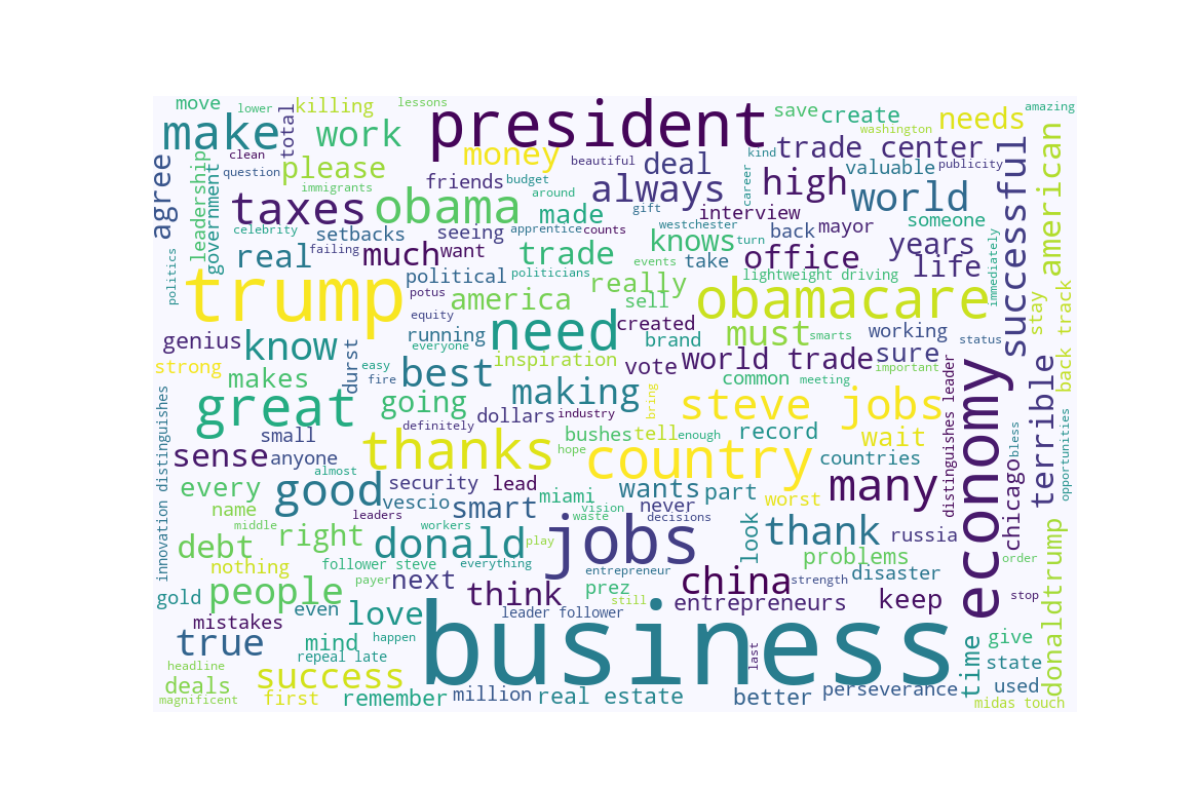 move
lower
killing
lessons
president
save
create
needs
amazing
make
total
work
money
beautiful
deal
kind
trade center
washington
agree
leadership
government
clean
question
please
immigrants
friends
budget
around
always
career
high
valuable
publicity
world
successful
american
taxes
obama
made
gift
interview
someone
celebrity
setbacks
seeing
apprentice
counts
westchester
back
mayor
real
failing
much
want
trade
knows
turn
office
years
politics
political
politicians
events
take
lightweight driving
life
immediately
trump
potus
america
really
sell
obamacare
stay
back track
equity
need
created
must
smarts
working
genius
know
durst
running
everyone
inspiration
brand
status
strong
easy
best
vote
world trade
sure
important
makes
fire
making
common
meeting
great
going
dollars
industry
bring
steve jobs
distinguishes leader
economy
terrible
innovation distinguishes
small
definitely
bushes
tell
enough
record
wait
sense
anyone
thanks
hope
country
countries
chicago
bless
opportunities
almost
every
good
security
lead
miami
wants
part
worst
many
name
vescio
smart
vision
never
leaders
waste
decisions
middle
workers
look
thank
russia
debt
right
donald
jobs
problems
donaldtrump
play
nothing
follower steve
everything
entrepreneur
order
payer
next
prez
china
strength
disaster
gold
people
think
still
entrepreneurs
keep
stop
even
love
leader follower
mistakes
true
mind
happen
business
time
give
repeal late
last
state
headline
success
deals
used
magnificent
first
remember
million
real estate
better
perseverance
midas touch